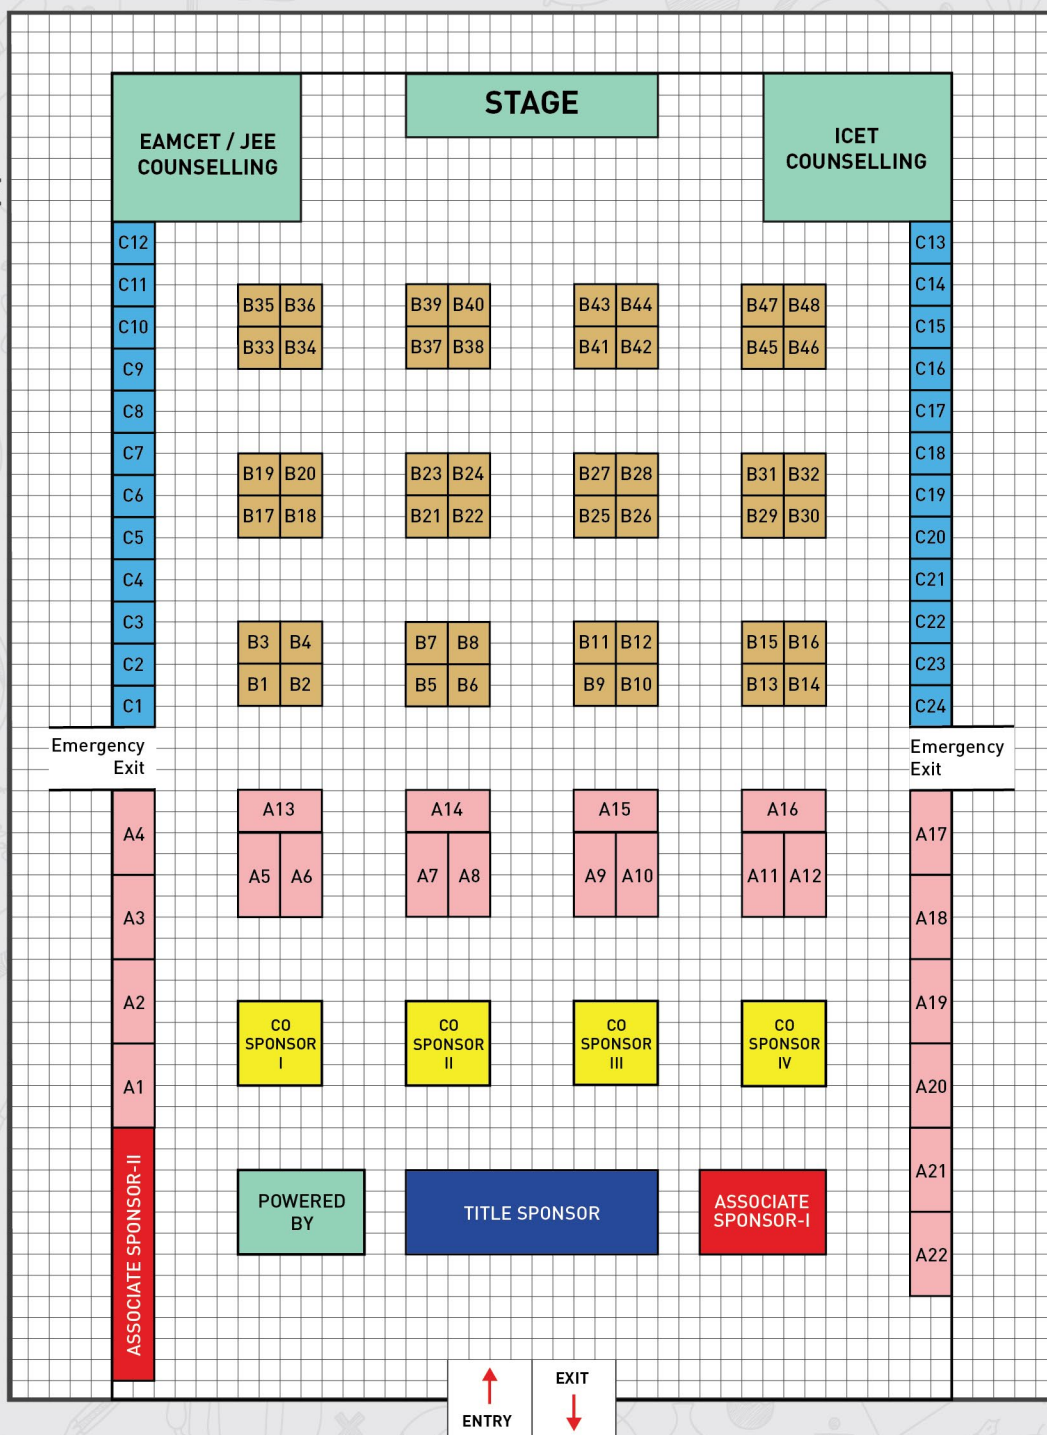 STAGE
EAMCET / JEE
COUNSELLING
ICET
COUNSELLING
C12
C13
C11
C14
B35 B36
B39 B40
B43 B44
B47 B48
C10
C15
B33 B34
B37 B38
B41 B42
B45 B46
C9
C16
C8
C17
C7
C18
B19 B20
B23 B24
B27 B28
B31 B32
C6
C19
B17 B18
B21 B22
B25 B26
B29 B30
C5
C20
C4
C21
C3
C22
B3 B4
B7 B8
B11 B12
B15 B16
C2
C23
B1 B2
B5 B6
B9 B10
B13 B14
C1
C24
Emergency
Exit
Emergency
Exit
A13
A14
A15
A16
A4
A17
A5 A6
A7 A8
A9 A10
A11 A12
A3
A18
A2
A19
CO
SPONSOR
I
CO
SPONSOR
II
CO
SPONSOR
III
CO
SPONSOR
IV
A1
A20
ASSOCIATE SPONSOR-II
A21
POWERED
BY
TITLE SPONSOR
ASSOCIATE
SPONSOR-I
A22
ENTRY
EXIT